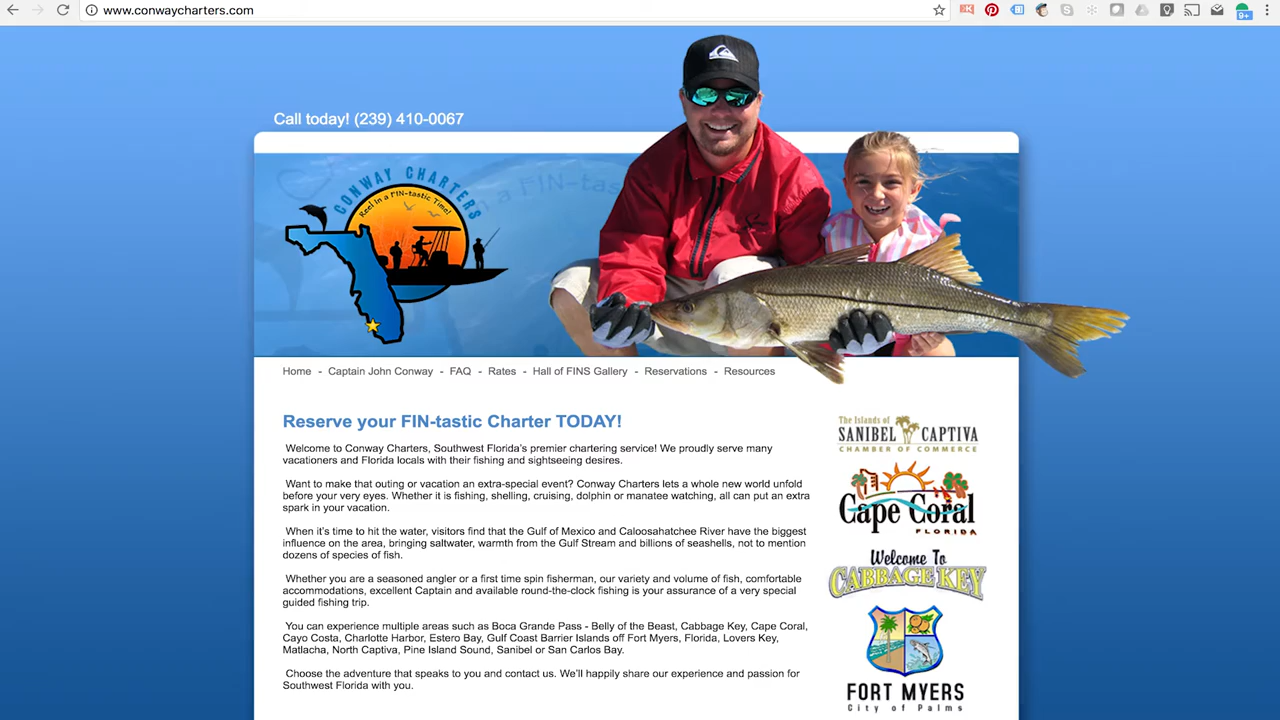 www.conwaycharters.com
9+
Call today! (239) 410-0067
CONWAY CHARTERS
Reel in a FIN-tastic Time!
Home - Captain John Conway - FAQ - Rates - Hall of FINS Gallery - Reservations - Resources
Reserve your FIN-tastic Charter TODAY!
Welcome to Conway Charters, Southwest Florida's premier chartering service! We proudly serve many
vacationers and Florida locals with their fishing and sightseeing desires.
Want to make that outing or vacation an extra-special event? Conway Charters lets a whole new world unfold
before your very eyes. Whether it is fishing, shelling, cruising, dolphin or manatee watching, all can put an extra
spark in your vacation.
When it's time to hit the water, visitors find that the Gulf of Mexico and Caloosahatchee River have the biggest
influence on the area, bringing saltwater, warmth from the Gulf Stream and billions of seashells, not to mention
dozens of species of fish.
Whether you are a seasoned angler or a first time spin fisherman, our variety and volume of fish, comfortable
accommodations, excellent Captain and available round-the-clock fishing is your assurance of a very special
guided fishing trip.
You can experience multiple areas such as Boca Grande Pass - Belly of the Beast, Cabbage Key, Cape Coral,
Cayo Costa, Charlotte Harbor, Estero Bay, Gulf Coast Barrier Islands off Fort Myers, Florida, Lovers Key,
Matlacha, North Captiva, Pine Island Sound, Sanibel or San Carlos Bay.
Choose the adventure that speaks to you and contact us. We'll happily share our experience and passion for
Southwest Florida with you.
The Islands of
SANIBEL CAPTIVA
CHAMBER OF COMMERCE
Cape Coral
FLORIDA
Welcome To
CABBAGE KEY
FORT MYERS
City of Palms